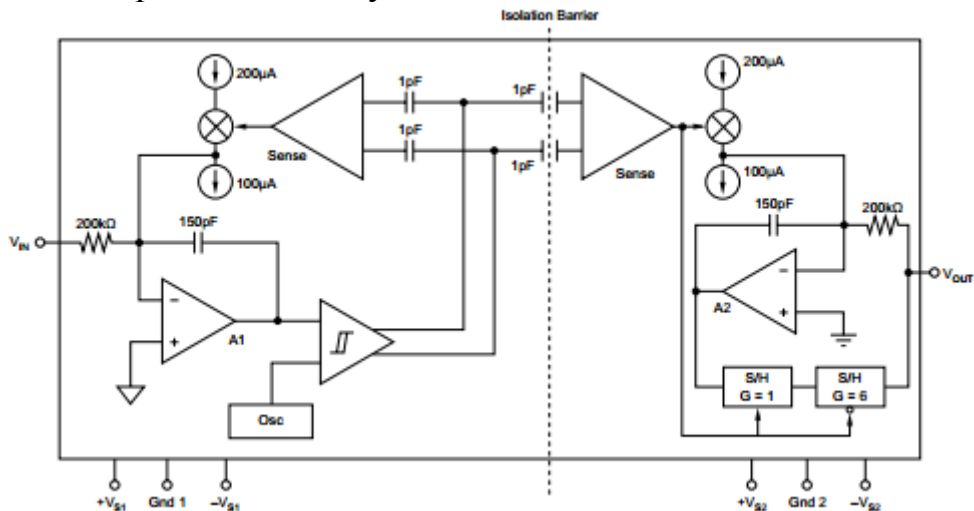 Isolation Barrier
200µA
1pF
1pF
200µA
1pF
1pF
Sense
Sense
100µA
100µA
200kΩ
150pF
150pF
200kΩ
VIN
VOUT
A1
A2
–
+
–
+
Osc
S/H
G = 1
S/H
G = 6
+VS1
Gnd 1
–VS1
+VS2
Gnd 2
–VS2